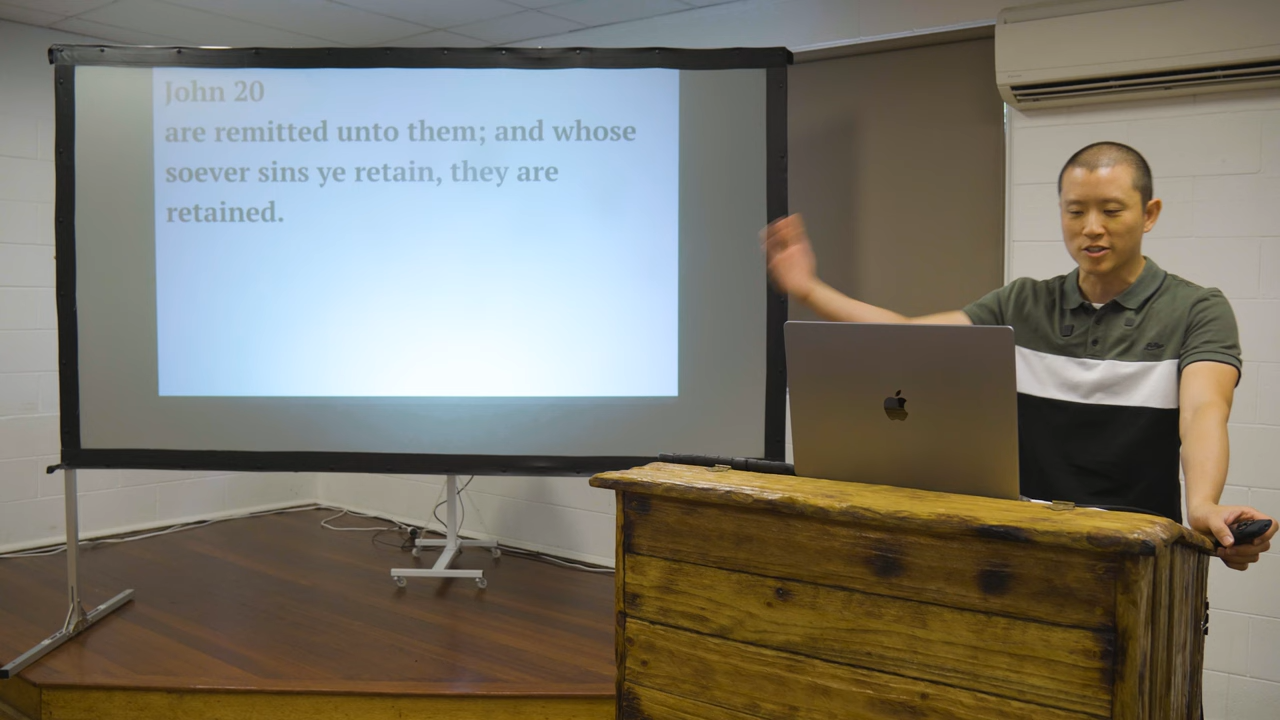 John 20
are remitted unto them; and whose
soever sins ye retain, they are
retained.